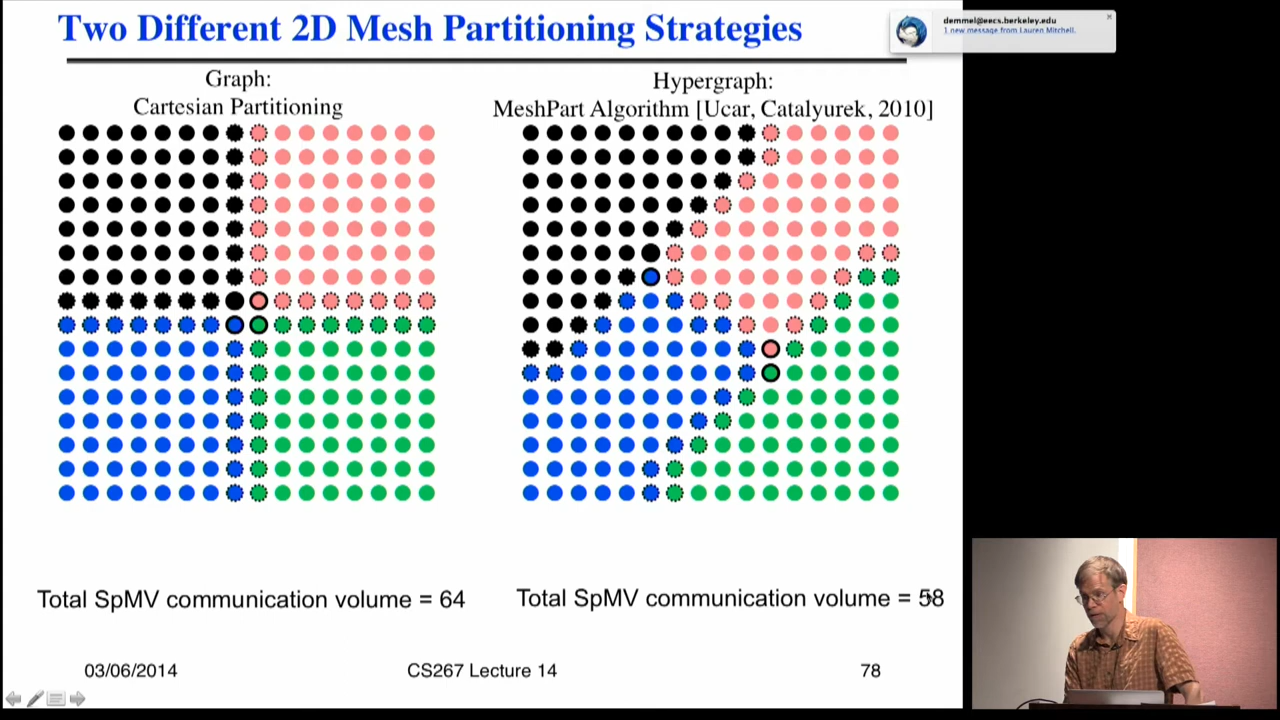 Two Different 2D Mesh Partitioning Strategies
demmel@eecs.berkeley.edu
1 new message from Lauren Mitchell.
Graph:
Cartesian Partitioning
Hypergraph:
MeshPart Algorithm [Ucar, Catalyurek, 2010]
Total SpMV communication volume = 64
Total SpMV communication volume = 58
03/06/2014
CS267 Lecture 14
78